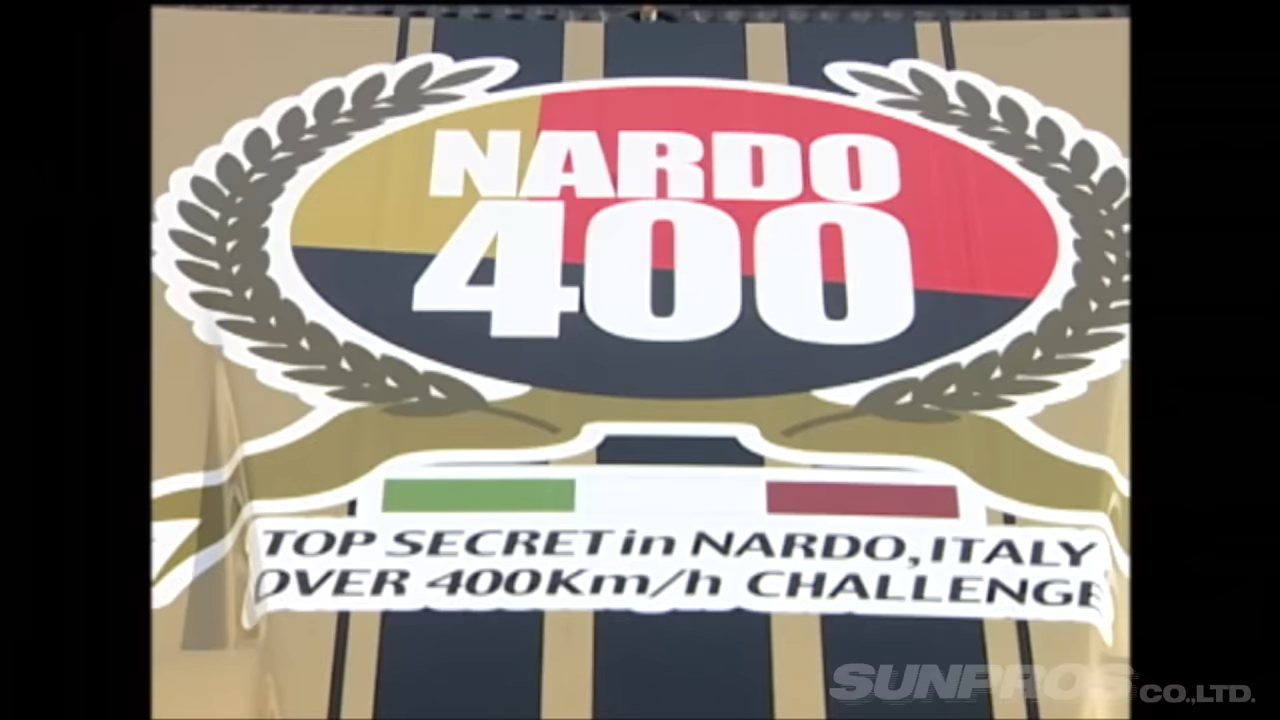 NARDO
400
TOP SECRET in NARDO, ITALY
OVER 400Km/h CHALLENGE
SUNPROS CO.,LTD.